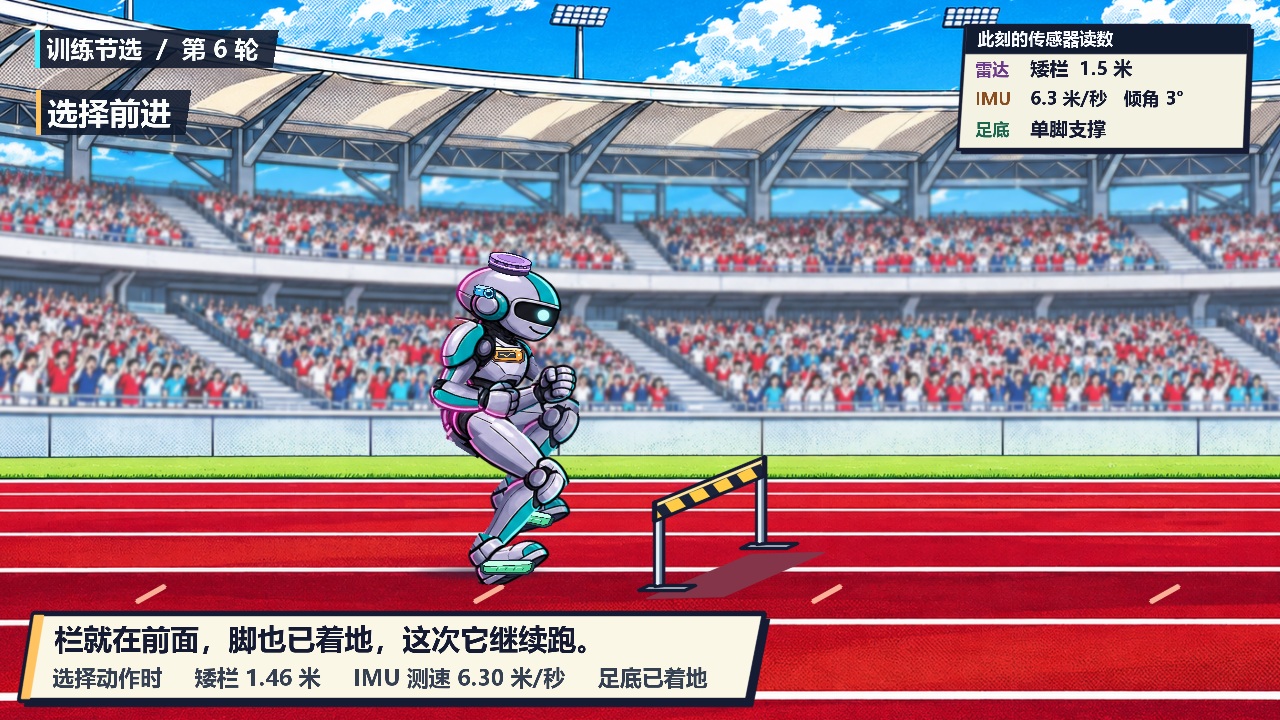 训练节选 / 第 6 轮
选择前进
此刻的传感器读数
雷达 矮栏 1.5 米
IMU 6.3 米/秒 倾角 3°
足底 单脚支撑
栏就在前面，脚也已着地，这次它继续跑。
选择动作时 矮栏 1.46 米 IMU 测速 6.30 米/秒 足底已着地